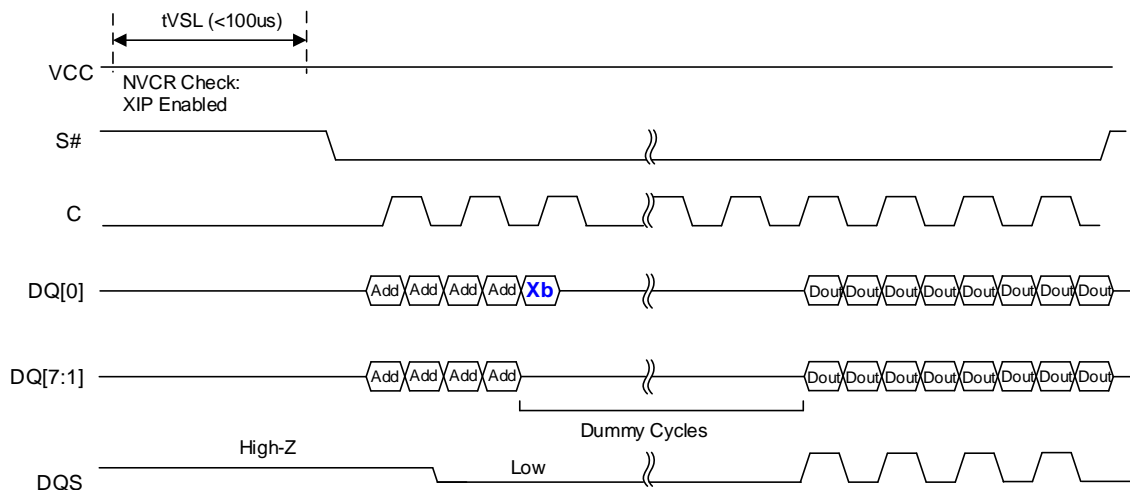 tVSL (<100us)
VCC
NVCR Check:
XIP Enabled
S#
C
DQ[0] Add Add Add Add Xb Dout Dout Dout Dout Dout Dout Dout Dout
DQ[7:1] Add Add Add Add Dout Dout Dout Dout Dout Dout Dout Dout
Dummy Cycles
High-Z
Low
DQS